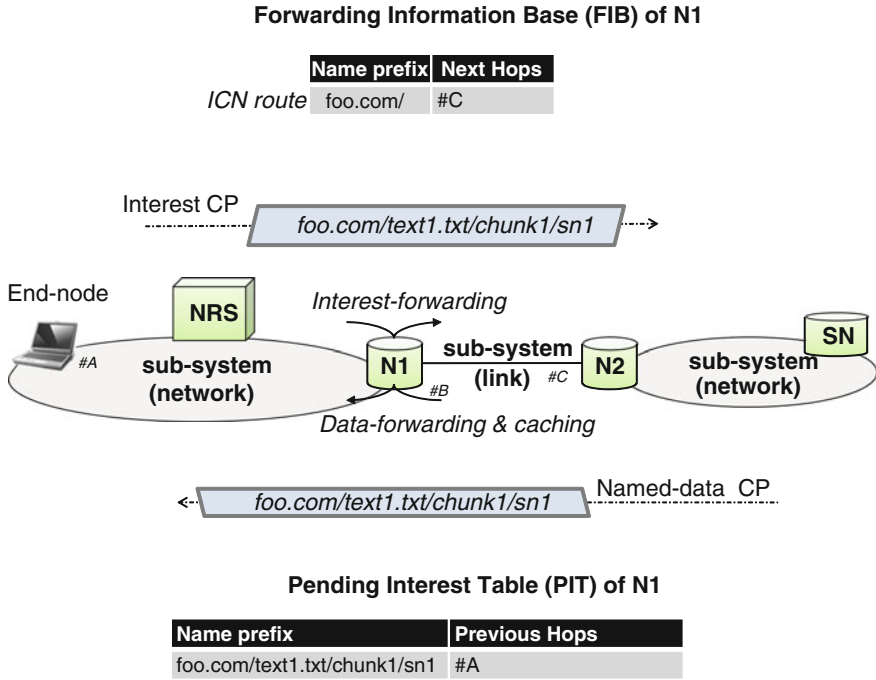 Forwarding Information Base (FIB) of N1
Name prefix Next Hops
ICN route foo.com/ #C
Interest CP
foo.com/text1.txt/chunk1/sn1
End-node
NRS
Interest-forwarding
SN
#A
sub-system
(network)
N1
sub-system
(link)
#B
#C
N2
sub-system
(network)
Data-forwarding & caching
foo.com/text1.txt/chunk1/sn1
Named-data CP
Pending Interest Table (PIT) of N1
Name prefix Previous Hops
foo.com/text1.txt/chunk1/sn1 #A